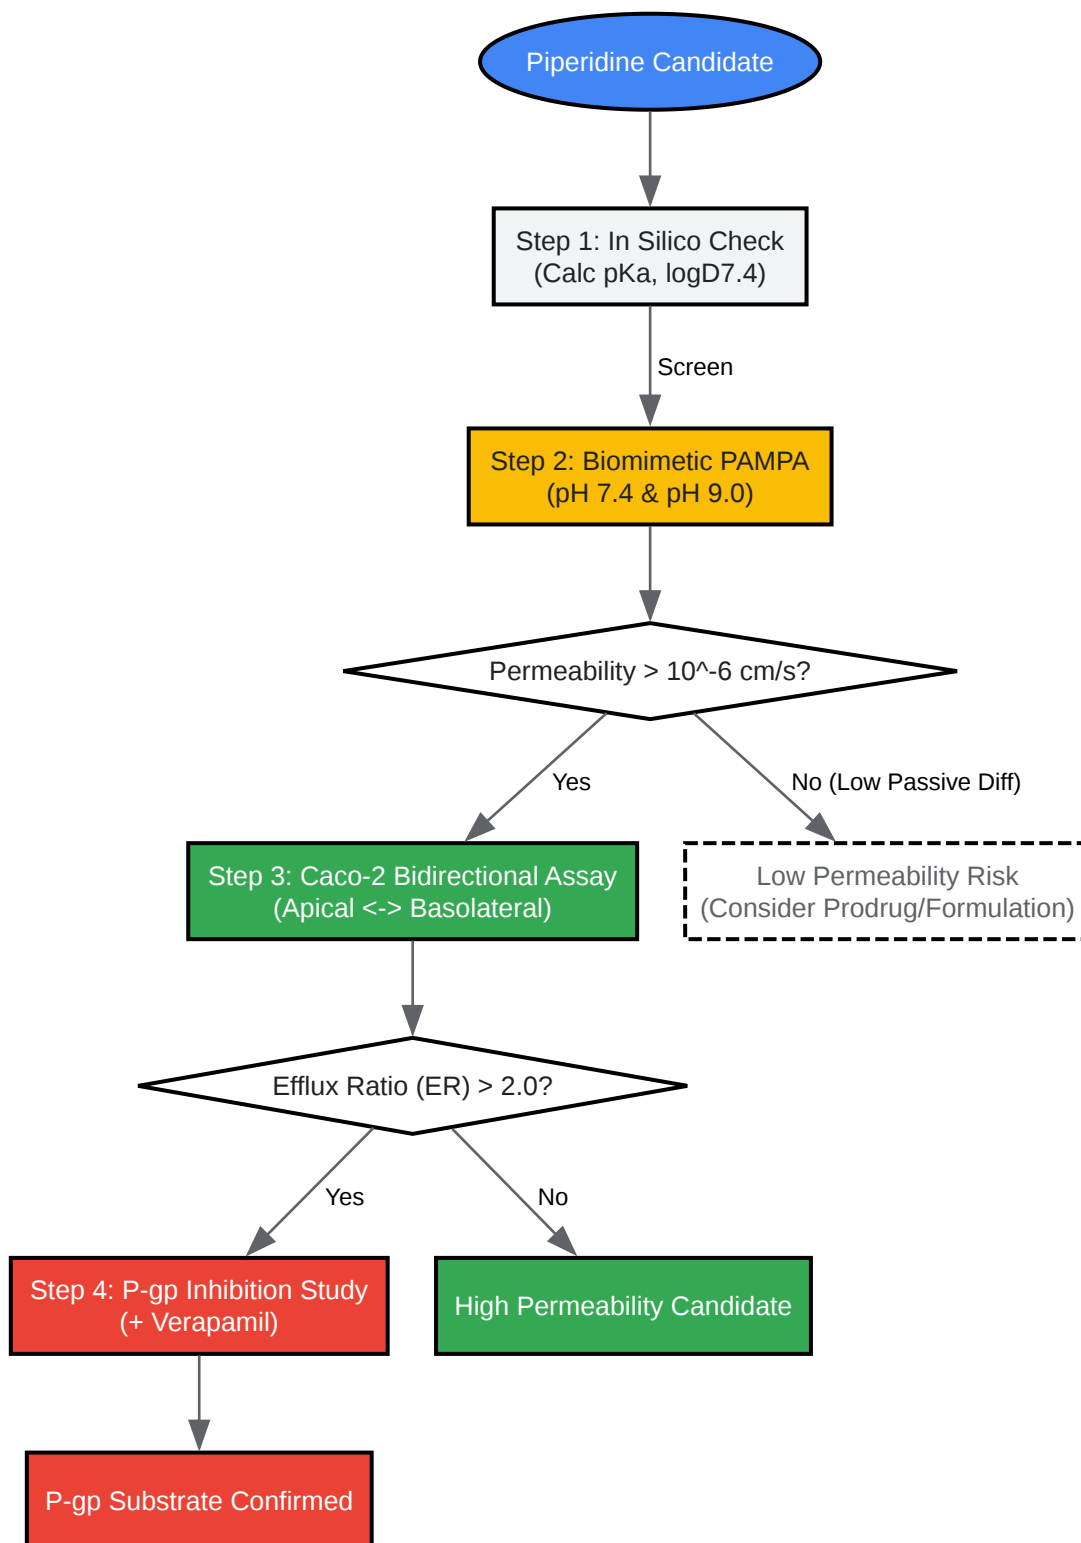 Piperidine Candidate
Step 1: In Silico Check
(Calc pKa, logD7.4)
Screen
Step 2: Biomimetic PAMPA
(pH 7.4 & pH 9.0)
Permeability > 10^-6 cm/s?
Yes
No (Low Passive Diff)
Step 3: Caco-2 Bidirectional Assay
(Apical <-> Basolateral)
Low Permeability Risk
(Consider Prodrug/Formulation)
Efflux Ratio (ER) > 2.0?
Yes
No
Step 4: P-gp Inhibition Study
(+ Verapamil)
High Permeability Candidate
P-gp Substrate Confirmed